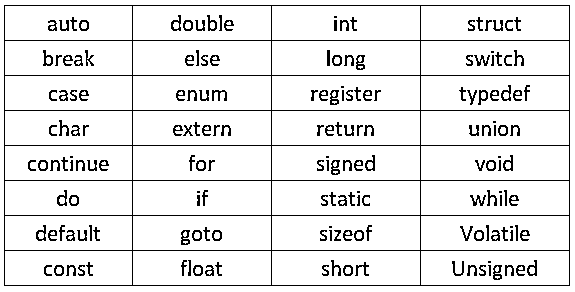 auto double int struct
break else long switch
case enum register typedef
char extern return union
continue for signed void
do if static while
default goto sizeof Volatile
const float short Unsigned